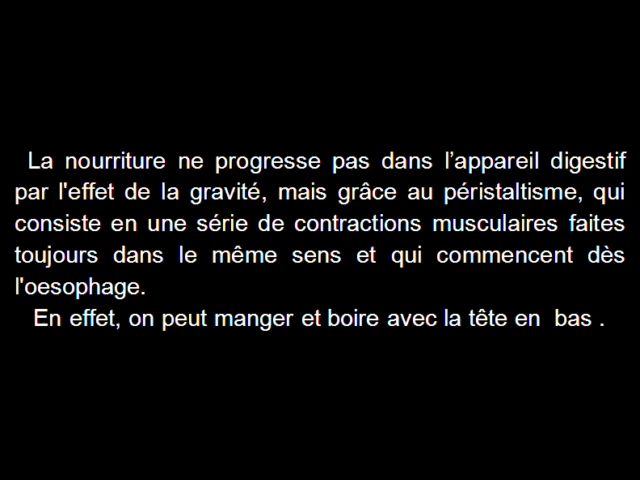 La nourriture ne progresse pas dans l’appareil digestif
par l'effet de la gravité, mais grâce au péristaltisme, qui
consiste en une série de contractions musculaires faites
toujours dans le même sens et qui commencent dès
l'oesophage.
En effet, on peut manger et boire avec la tête en  bas .